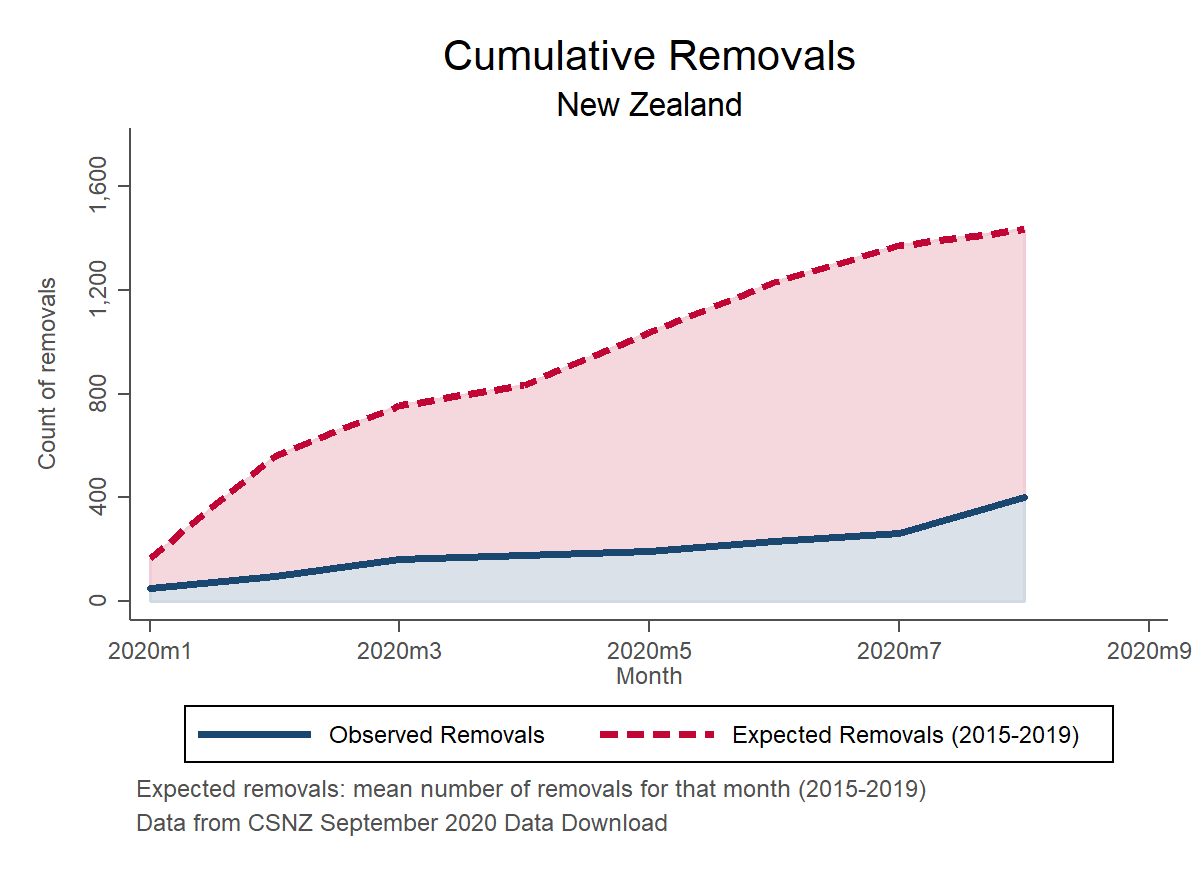 Cumulative Removals
New Zealand
Count of removals
1,600
1,200
800
400
0
2020m1 2020m3 2020m5 2020m7 2020m9
Month
Observed Removals Expected Removals (2015-2019)
Expected removals: mean number of removals for that month (2015-2019)
Data from CSNZ September 2020 Data Download